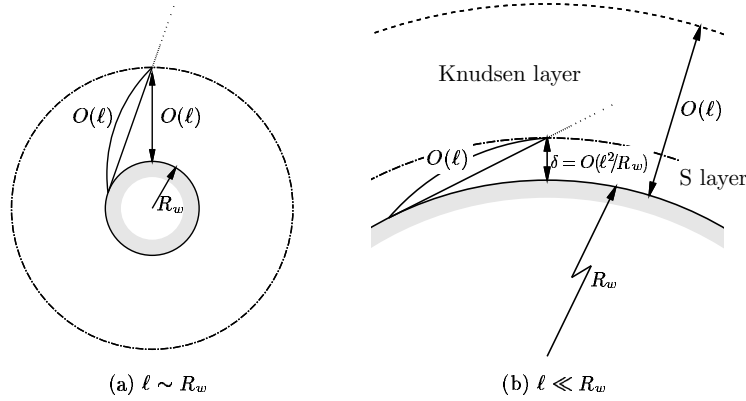 O(ℓ)
O(ℓ)
R_w
(a) ℓ ∼ R_w
Knudsen layer
O(ℓ)
O(ℓ)
δ = O(ℓ²/R_w)
S layer
R_w
(b) ℓ ≪ R_w